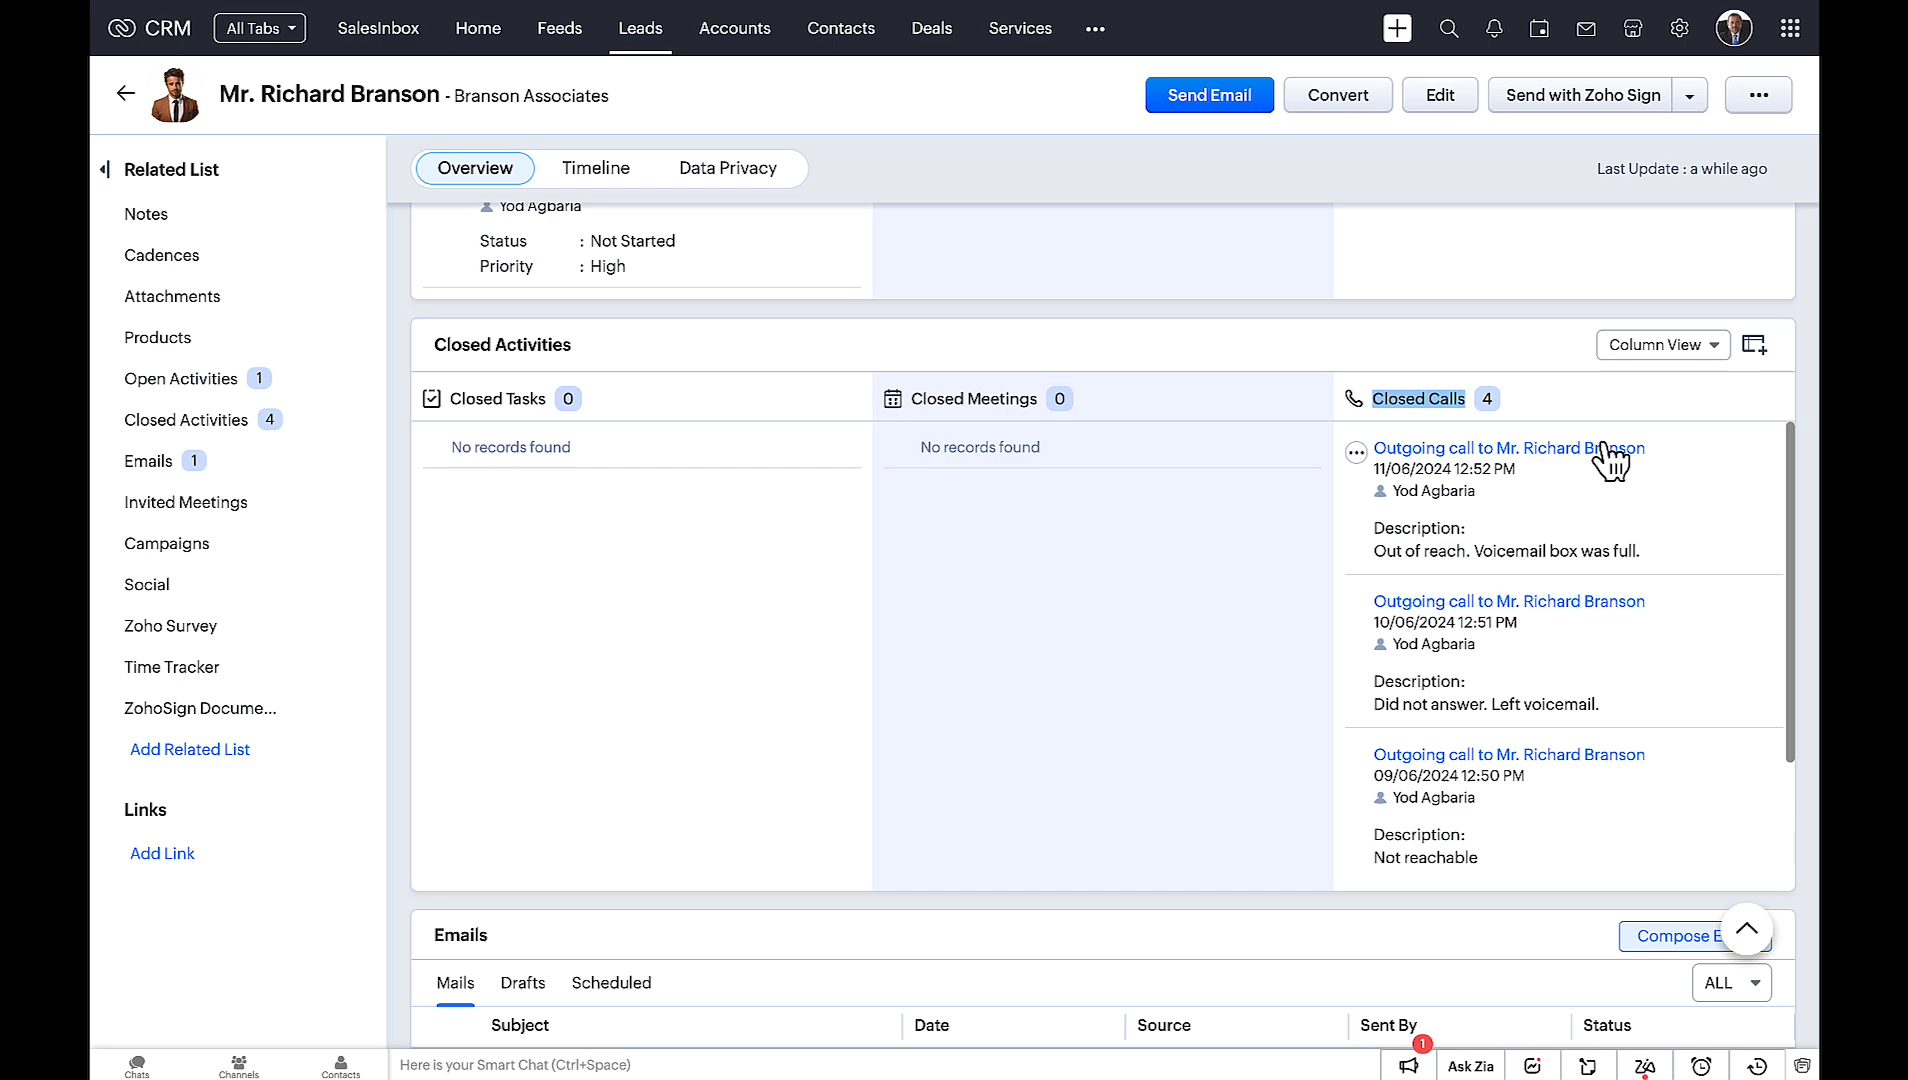 CRM
All Tabs
SalesInbox
Home
Feeds
Leads
Accounts
Contacts
Deals
Services
Mr. Richard Branson - Branson Associates
Send Email
Convert
Edit
Send with Zoho Sign
Related List
Notes
Cadences
Attachments
Products
Open Activities 1
Closed Activities 4
Emails 1
Invited Meetings
Campaigns
Social
Zoho Survey
Time Tracker
ZohoSign Docume...
Add Related List
Links
Add Link
Overview
Timeline
Data Privacy
Last Update : a while ago
Yod Agbaria
Status : Not Started
Priority : High
Closed Activities
Column View
Closed Tasks 0
No records found
Closed Meetings 0
No records found
Closed Calls 4
Outgoing call to Mr. Richard Branson
11/06/2024 12:52 PM
Yod Agbaria
Description:
Out of reach. Voicemail box was full.
Outgoing call to Mr. Richard Branson
10/06/2024 12:51 PM
Yod Agbaria
Description:
Did not answer. Left voicemail.
Outgoing call to Mr. Richard Branson
09/06/2024 12:50 PM
Yod Agbaria
Description:
Not reachable
Emails
Compose E
Mails
Drafts
Scheduled
ALL
Subject
Date
Source
Sent By
Status
Chats
Channels
Contacts
Here is your Smart Chat (Ctrl+Space)
1
Ask Zia